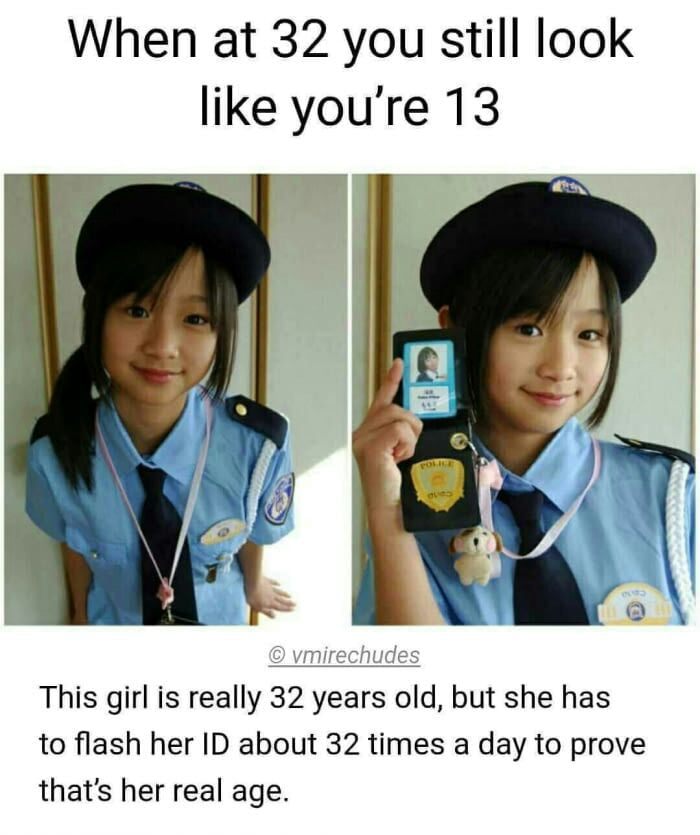 When at 32 you still look
like you're 13
POLICE
© vmirechudes
This girl is really 32 years old, but she has
to flash her ID about 32 times a day to prove
that's her real age.